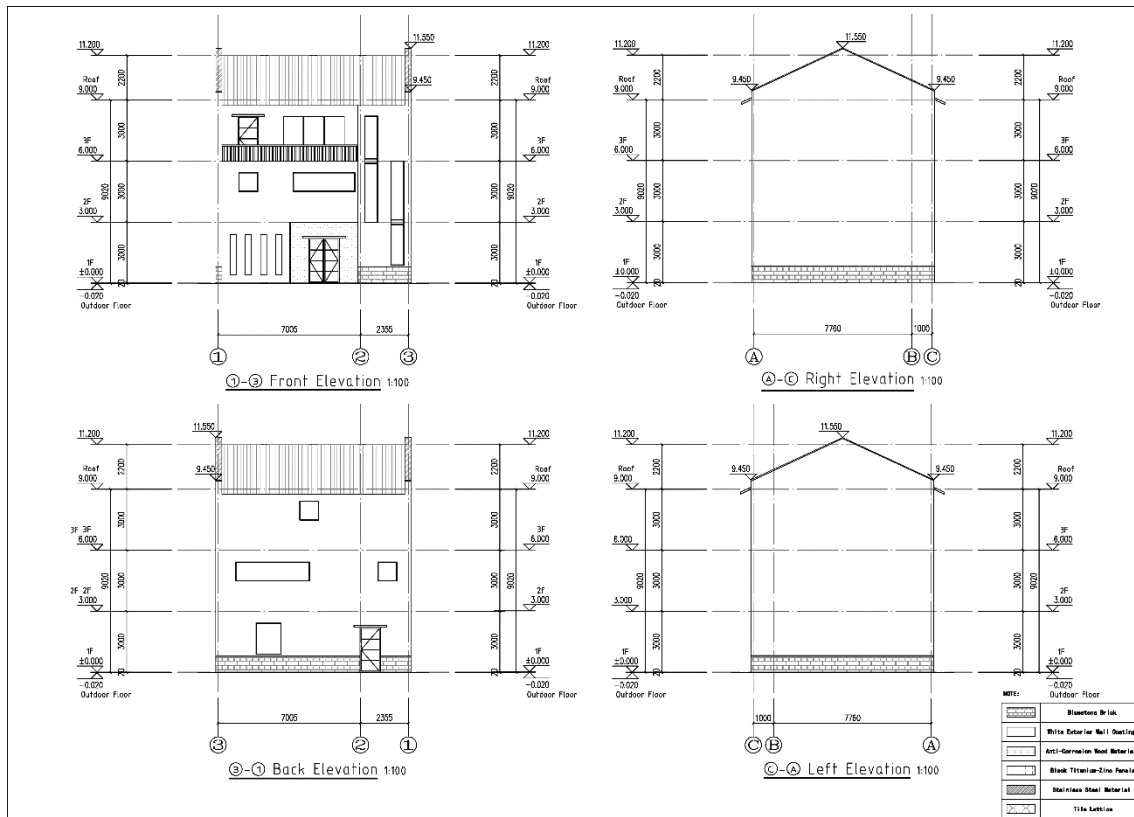 11.550
11.200
11.200
2200
2200
9.450
Roof
9.000
Roof
9.000
3000
3000
3F
6.000
3F
6.000
9020
3000
3000
9020
2F
3.000
2F
3.000
3000
3000
1F
±0.000
1F
±0.000
20
20
-0.020
Outdoor Floor
-0.020
Outdoor Floor
7005
2355
1
2
3
①-③ Front Elevation 1:100
11.550
11.200
11.200
2200
2200
9.450
9.450
Roof
9.000
Roof
9.000
3000
3000
3F
6.000
3F
6.000
9020
3000
3000
9020
2F
3.000
2F
3.000
3000
3000
1F
±0.000
1F
±0.000
20
20
-0.020
Outdoor Floor
-0.020
Outdoor Floor
7760
1000
A
B
C
Ⓐ-Ⓒ Right Elevation 1:100
11.550
11.200
11.200
2200
2200
9.450
Roof
9.000
Roof
9.000
3000
3000
3F 3F
6.000
3F
6.000
9020
3000
3000
9020
2F 2F
3.000
2F
3.000
3000
3000
1F
±0.000
1F
±0.000
20
20
-0.020
Outdoor Floor
-0.020
Outdoor Floor
7005
2355
3
2
1
③-① Back Elevation 1:100
11.550
11.200
11.200
2200
2200
9.450
9.450
Roof
9.000
Roof
9.000
3000
3000
6.000
3F
6.000
9020
3000
3000
9020
3.000
2F
3.000
3000
3000
1F
±0.000
1F
±0.000
20
20
-0.020
Outdoor Floor
-0.020
Outdoor Floor
1000
7760
C
B
A
Ⓒ-Ⓐ Left Elevation 1:100
NOTE:
Bluestone Brick
White Exterior Wall Coating
Anti-Corrosion Wood Material
Black Titanium-Zinc Panels
Stainless Steel Material
Tile Lattice